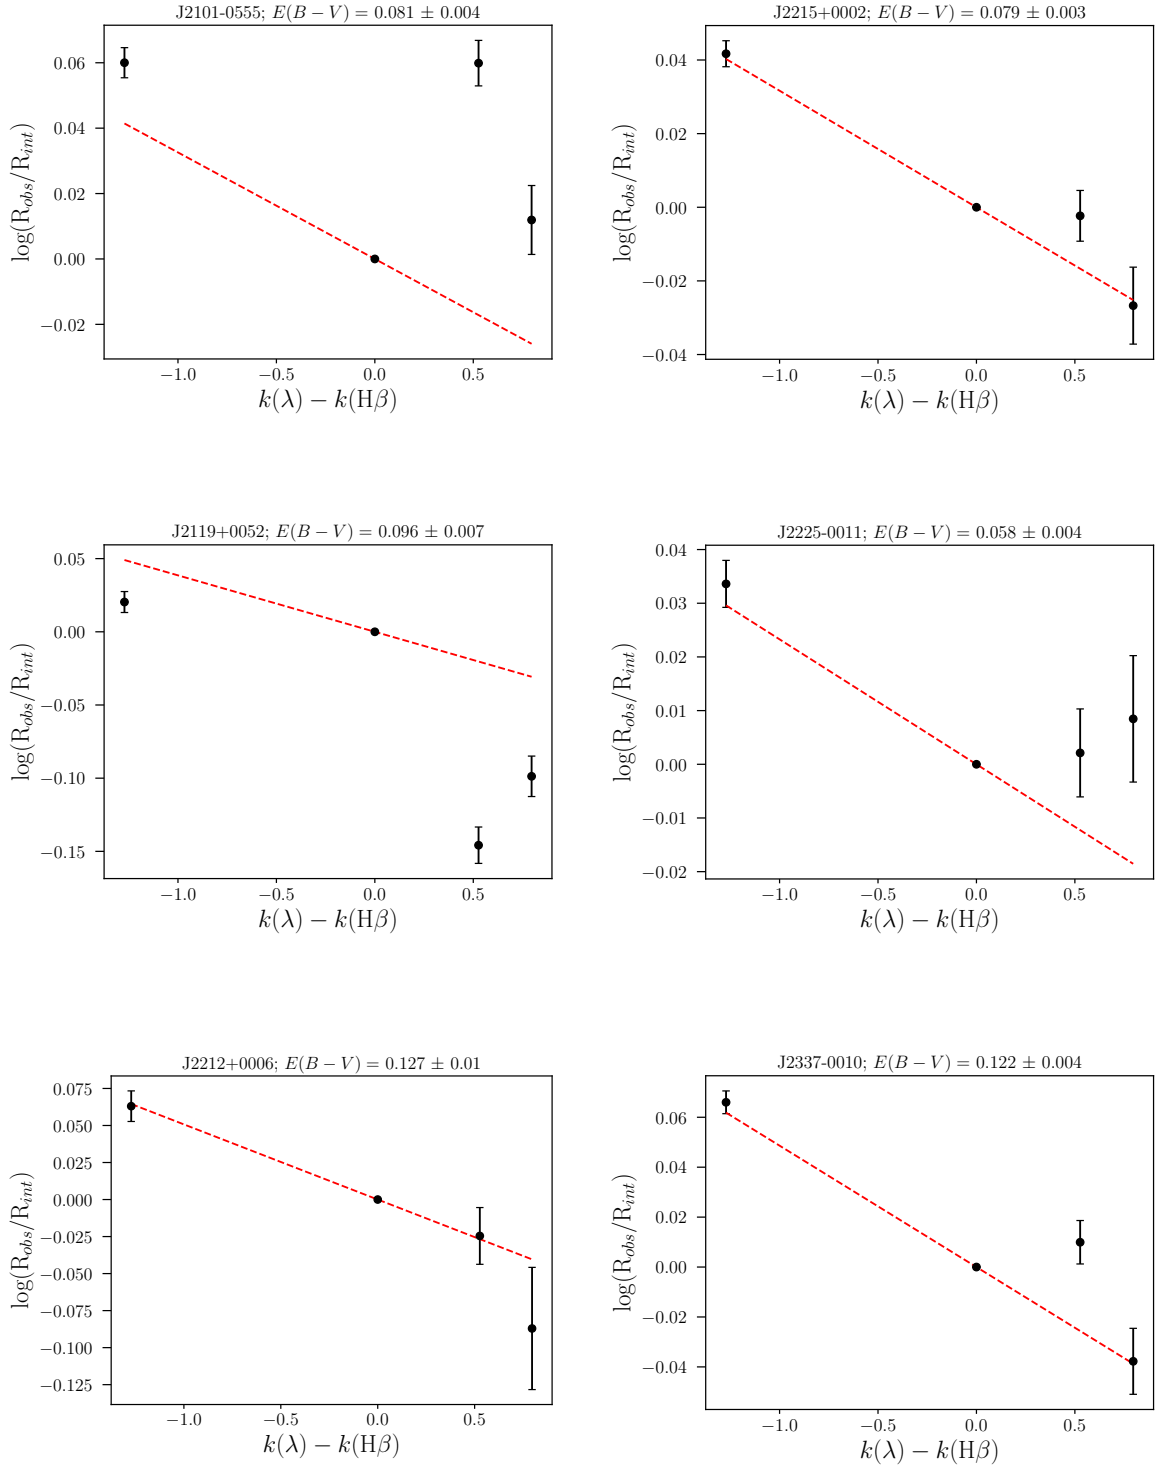 J2101-0555; E(B − V) = 0.081 ± 0.004
0.06
0.04
0.02
0.00
−0.02
log(R_obs/R_int)
−1.0 −0.5 0.0 0.5
k(λ) − k(Hβ)
J2215+0002; E(B − V) = 0.079 ± 0.003
0.04
0.02
0.00
−0.02
−0.04
log(R_obs/R_int)
−1.0 −0.5 0.0 0.5
k(λ) − k(Hβ)
J2119+0052; E(B − V) = 0.096 ± 0.007
0.05
0.00
−0.05
−0.10
−0.15
log(R_obs/R_int)
−1.0 −0.5 0.0 0.5
k(λ) − k(Hβ)
J2225-0011; E(B − V) = 0.058 ± 0.004
0.04
0.03
0.02
0.01
0.00
−0.01
−0.02
log(R_obs/R_int)
−1.0 −0.5 0.0 0.5
k(λ) − k(Hβ)
J2212+0006; E(B − V) = 0.127 ± 0.01
0.075
0.050
0.025
0.000
−0.025
−0.050
−0.075
−0.100
−0.125
log(R_obs/R_int)
−1.0 −0.5 0.0 0.5
k(λ) − k(Hβ)
J2337-0010; E(B − V) = 0.122 ± 0.004
0.06
0.04
0.02
0.00
−0.02
−0.04
log(R_obs/R_int)
−1.0 −0.5 0.0 0.5
k(λ) − k(Hβ)